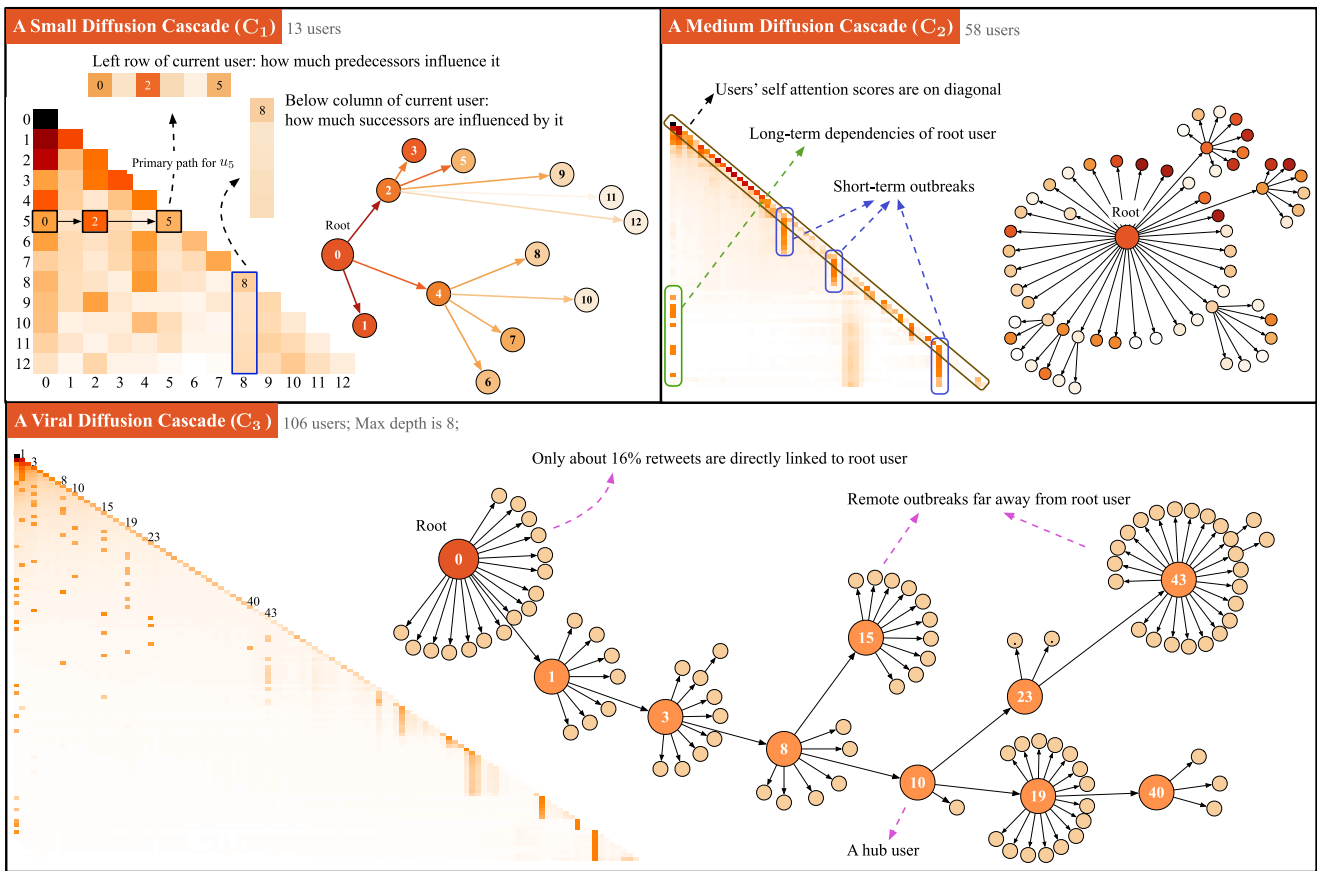 A Small Diffusion Cascade (C1) 13 users
Left row of current user: how much predecessors influence it
0 2 5
8
Below column of current user:
how much successors are influenced by it
Primary path for u5
0
1
2
3
4
5
6
7
8
9
10
11
12
0 2 5
8
0 1 2 3 4 5 6 7 8 9 10 11 12
3
5
2
9
11
12
Root
0
8
4
10
1
7
6
A Medium Diffusion Cascade (C2) 58 users
Users' self attention scores are on diagonal
Long-term dependencies of root user
Short-term outbreaks
Root
A Viral Diffusion Cascade (C3) 106 users; Max depth is 8;
1
3
8
10
15
19
23
40
43
Only about 16% retweets are directly linked to root user
Remote outbreaks far away from root user
Root
0
43
15
1
23
3
8
10
19
40
A hub user